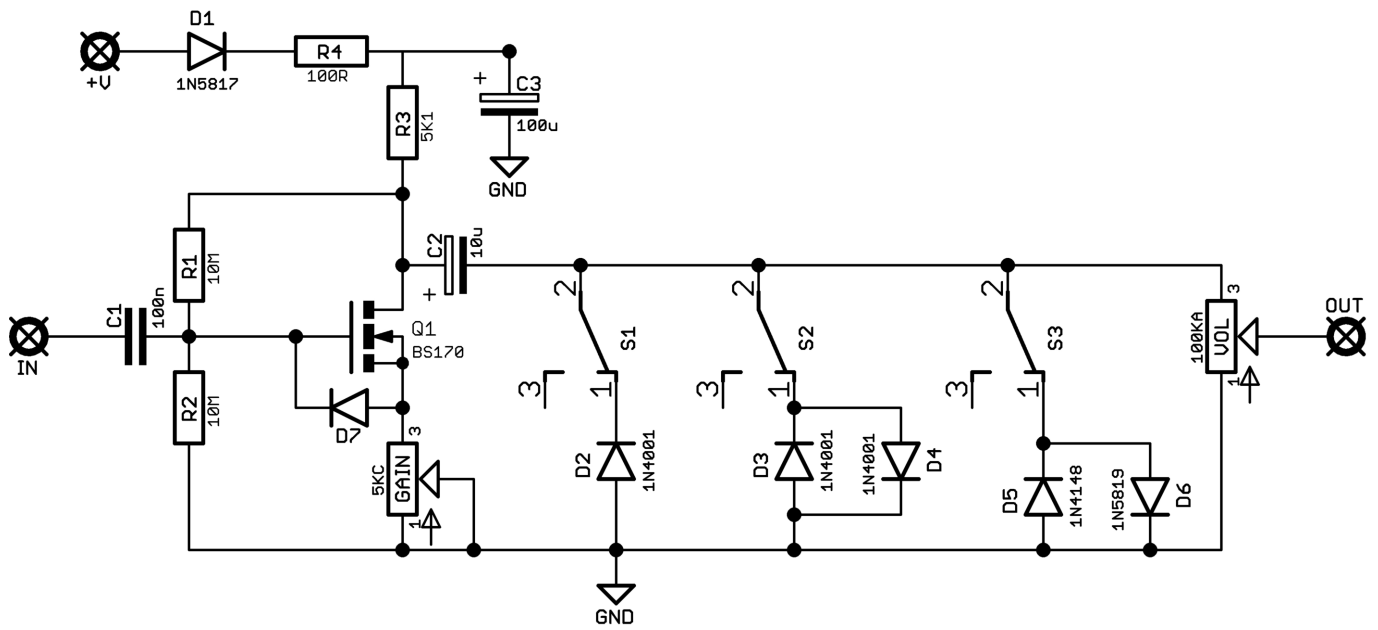 D1
+V
1N5817
R4
100R
R3
5K1
+
C3
100u
GND
R1
10M
C2
10u
+
C1
100n
IN
Q1
BS170
R2
10M
D7
3
5KC
GAIN
1
2
S1
3
1
D2
1N4001
2
S2
3
1
D3
1N4001
1N4001
D4
2
S3
3
1
D5
1N4148
1N5819
D6
3
100KA
VOL
1
OUT
GND